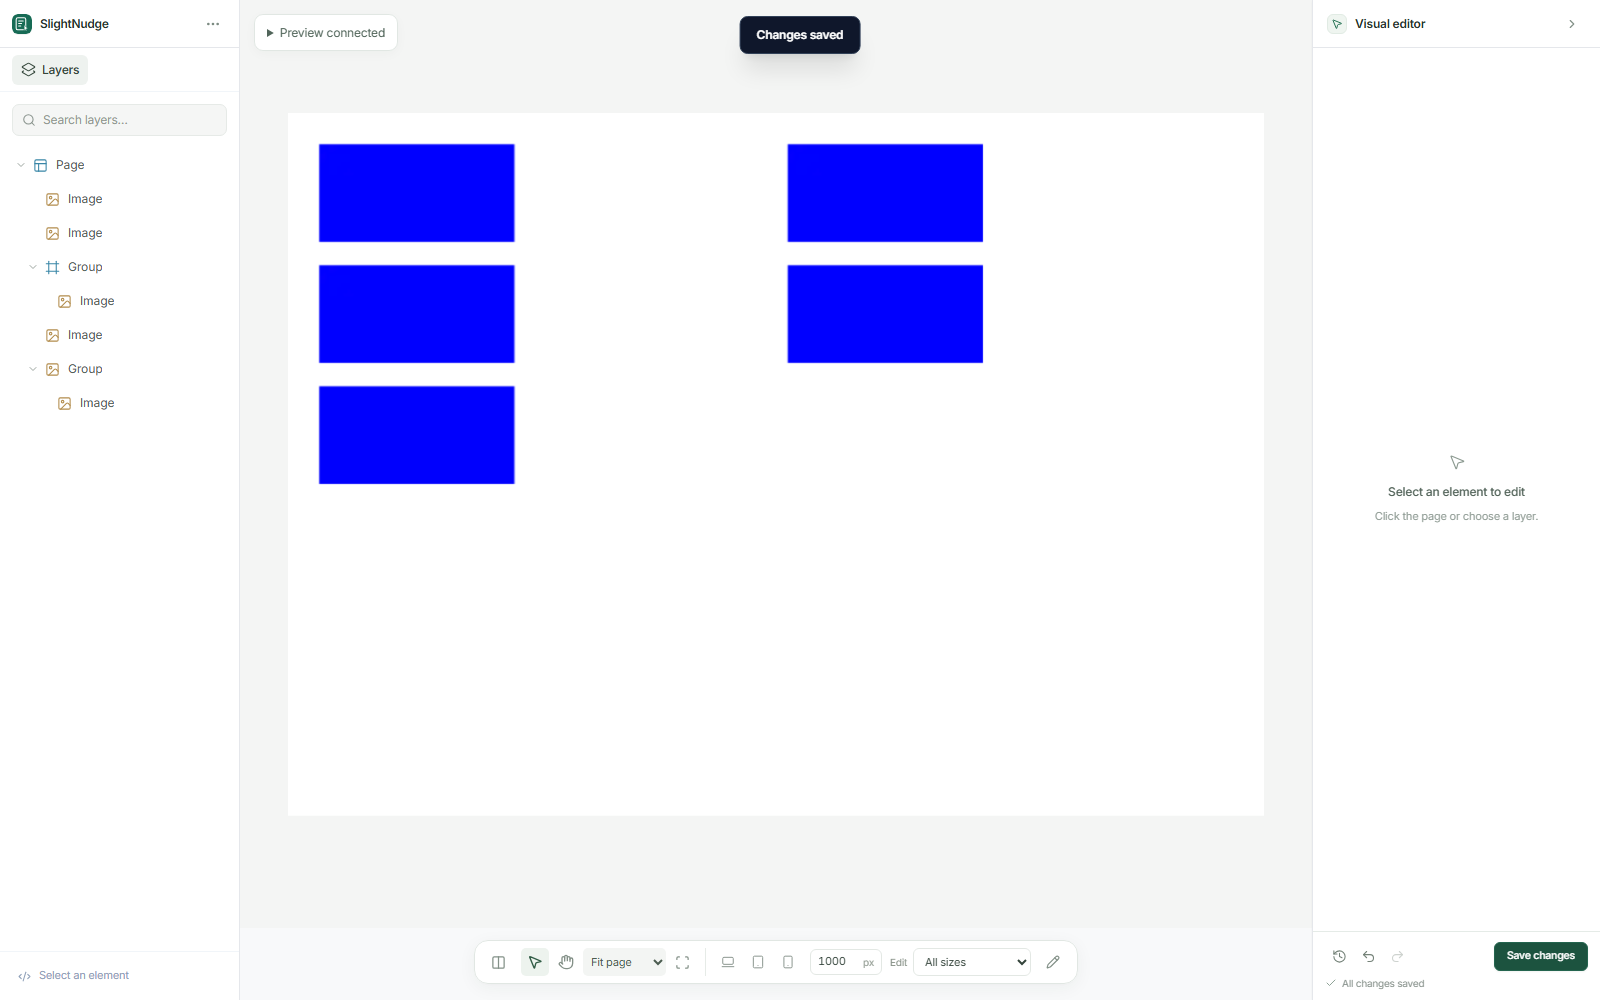 SlightNudge
Layers
Search layers...
Page
Image
Image
Group
Image
Image
Group
Image
Select an element
Preview connected
Changes saved
Fit page
1000 px
Edit
All sizes
Visual editor
Select an element to edit
Click the page or choose a layer.
Save changes
All changes saved